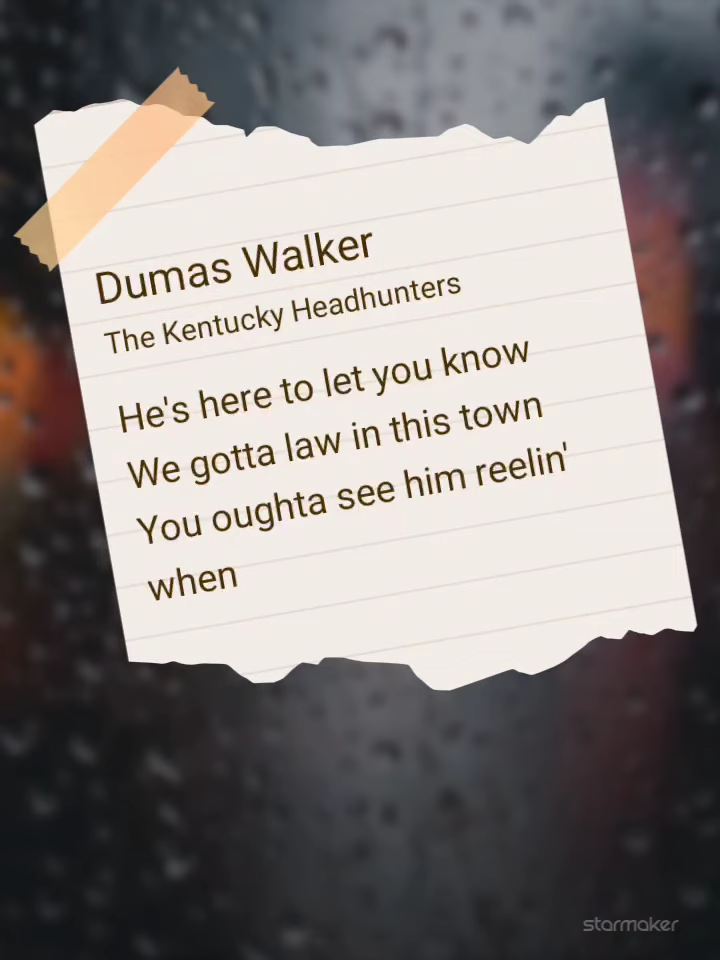 Dumas Walker
The Kentucky Headhunters
He's here to let you know
We gotta law in this town
You oughta see him reelin'
when
starmaker